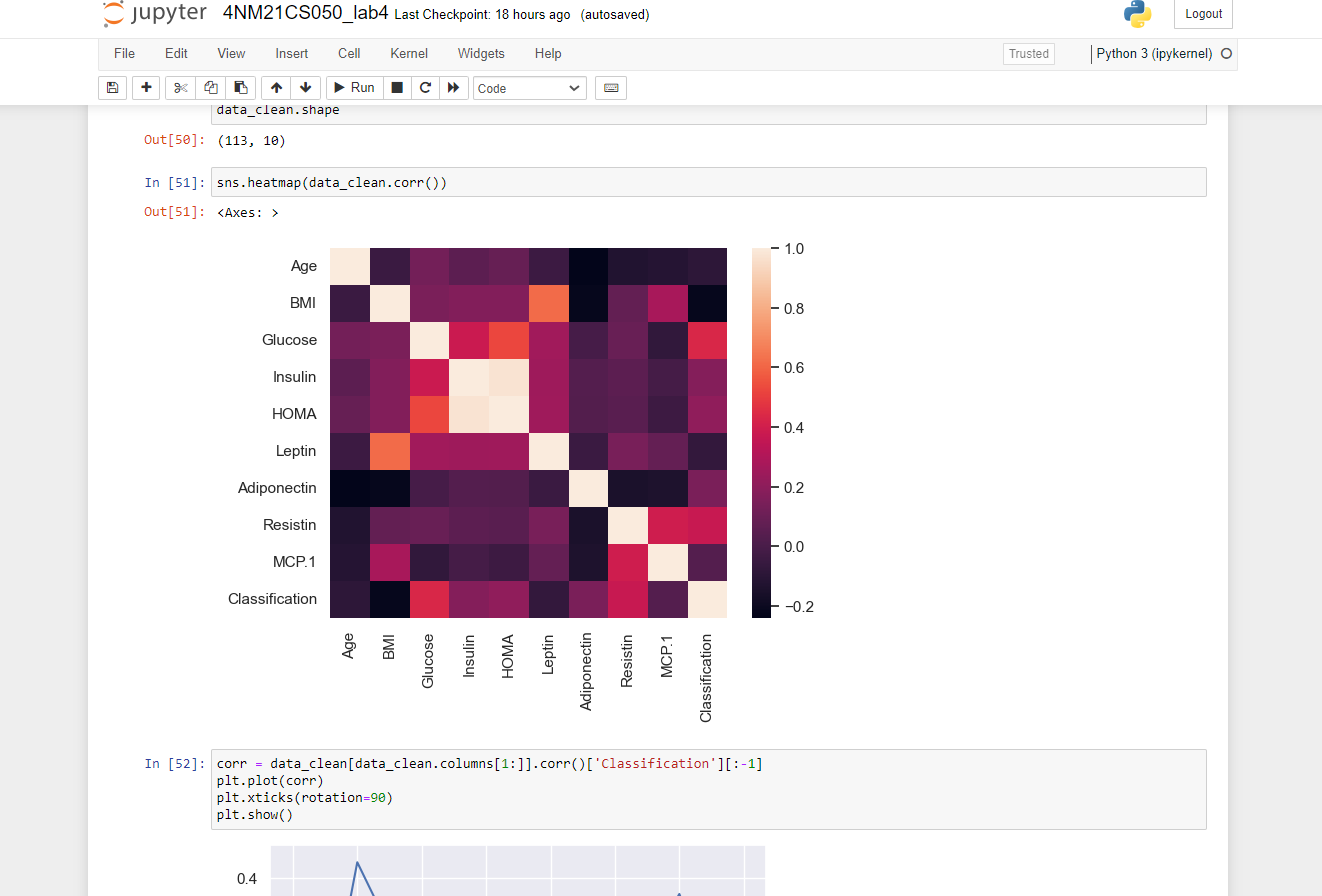 jupyter 4NM21CS050_lab4 Last Checkpoint: 18 hours ago (autosaved) Logout
File Edit View Insert Cell Kernel Widgets Help Trusted Python 3 (ipykernel)
Run Code
data_clean.shape
Out[50]: (113, 10)
In [51]: sns.heatmap(data_clean.corr())
Out[51]: <Axes: >
Age
BMI
Glucose
Insulin
HOMA
Leptin
Adiponectin
Resistin
MCP.1
Classification
1.0
0.8
0.6
0.4
0.2
0.0
−0.2
Age
BMI
Glucose
Insulin
HOMA
Leptin
Adiponectin
Resistin
MCP.1
Classification
In [52]: corr = data_clean[data_clean.columns[1:]].corr()['Classification'][:-1]
plt.plot(corr)
plt.xticks(rotation=90)
plt.show()
0.4